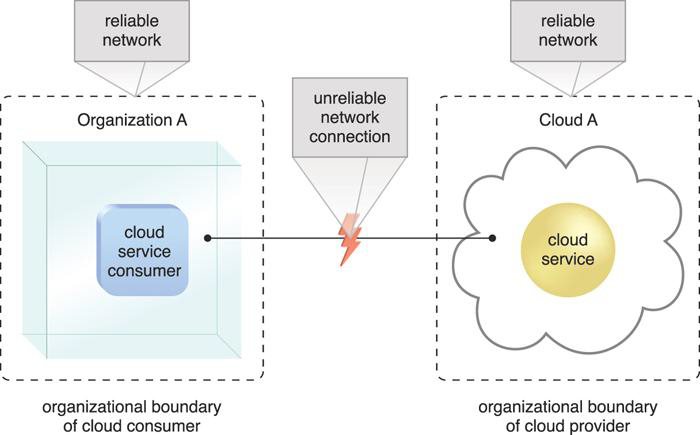 reliable
network
reliable
network
unreliable
network
connection
Organization A
Cloud A
cloud
service
consumer
cloud
service
organizational boundary
of cloud consumer
organizational boundary
of cloud provider